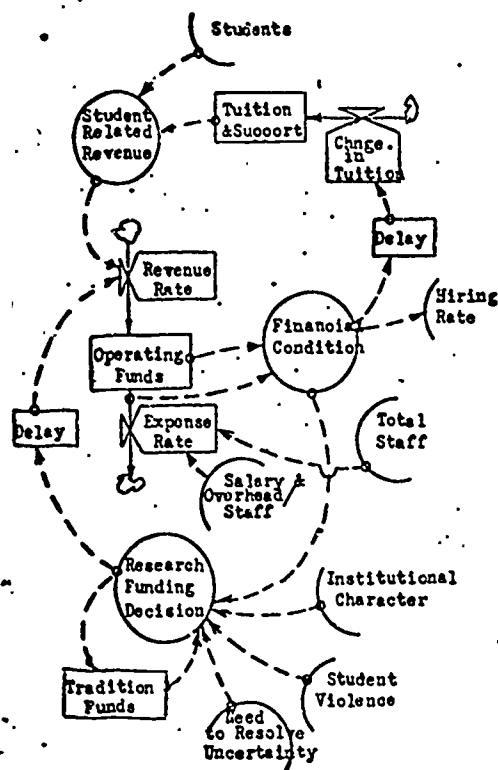 Students
Student
Related
Revenue
Tuition
&Support
Chnge.
in
Tuition
Delay
Revenue
Rate
Hiring
Rate
Financial
Condition
Operating
Funds
Delay
Expense
Rate
Total
Staff
Salary &
Overhead /
Staff
Research
Funding
Decision
Institutional
Character
Tradition
Funds
Student
Violence
Need
to Resolve
Uncertainty